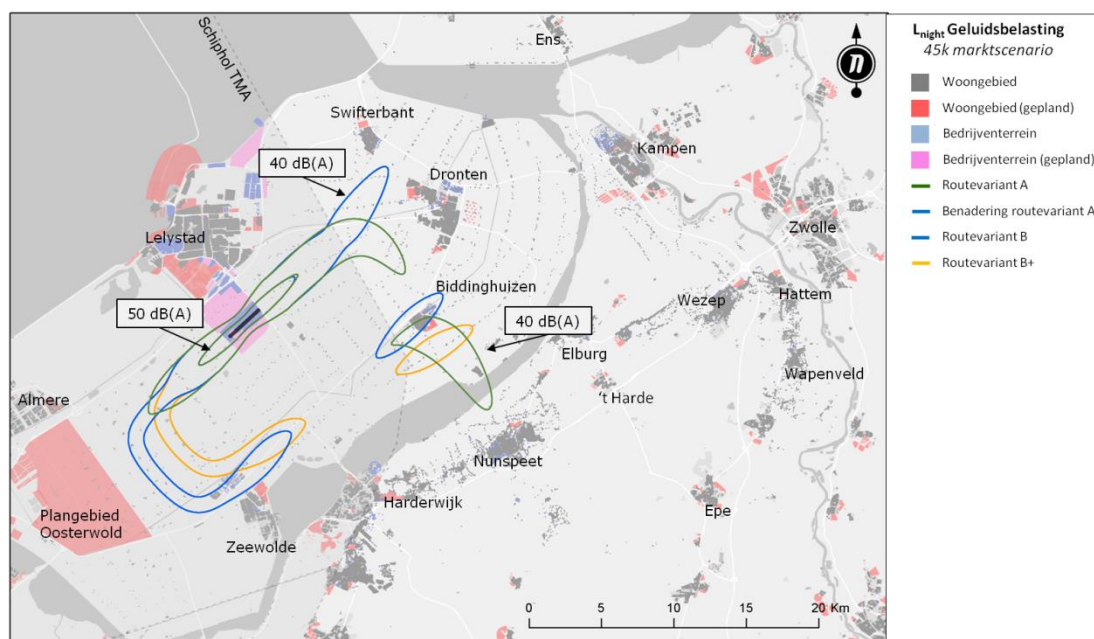 Schiphol TMA
Ens
Swifterbant
40 dB(A)
Kampen
Dronten
Lelystad
Zwolle
Biddinghuizen
50 dB(A)
40 dB(A)
Wezep
Hattem
Elburg
Wapenveld
Almere
't Harde
Nunspeet
Harderwijk
Epe
Plangebied
Oosterwold
Zeewolde
0 5 10 15 20 Km
n
Lnight Geluidsbelasting
45k marktscenario
Woongebied
Woongebied (gepland)
Bedrijventerrein
Bedrijventerrein (gepland)
Routevariant A
Benadering routevariant A
Routevariant B
Routevariant B+